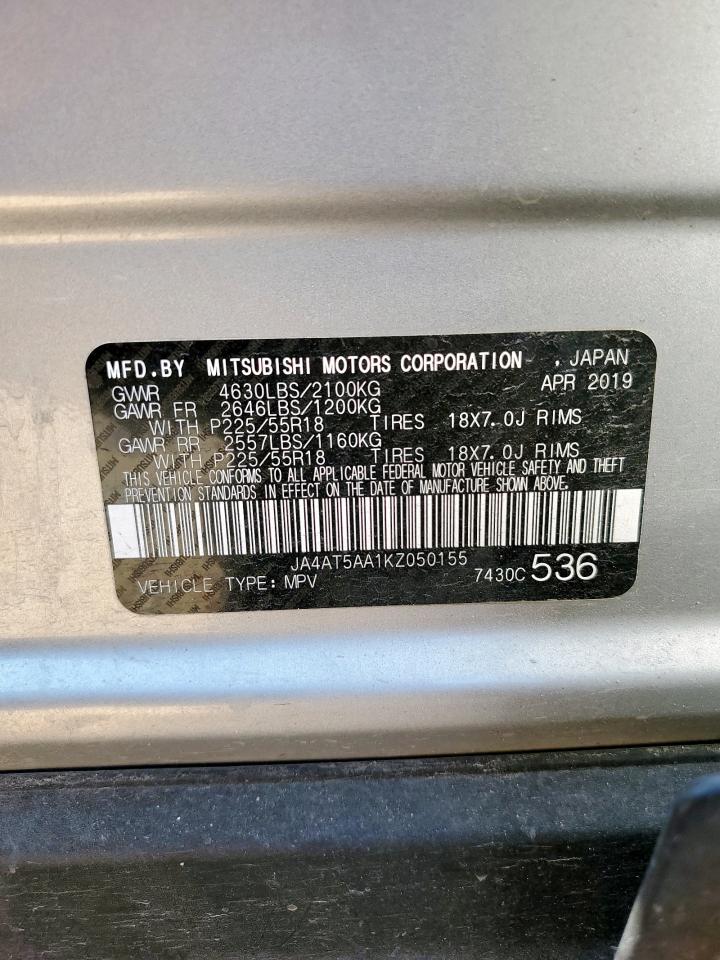 MFD.BY MITSUBISHI MOTORS CORPORATION , JAPAN
GVWR 4630LBS/2100KG APR 2019
GAWR FR 2646LBS/1200KG
WITH P225/55R18 TIRES 18X7.0J RIMS
GAWR RR 2557LBS/1160KG
WITH P225/55R18 TIRES 18X7.0J RIMS
THIS VEHICLE CONFORMS TO ALL APPLICABLE FEDERAL MOTOR VEHICLE SAFETY AND THEFT
PREVENTION STANDARDS IN EFFECT ON THE DATE OF MANUFACTURE SHOWN ABOVE.
JA4AT5AA1KZ050155
VEHICLE TYPE: MPV 7430C 536